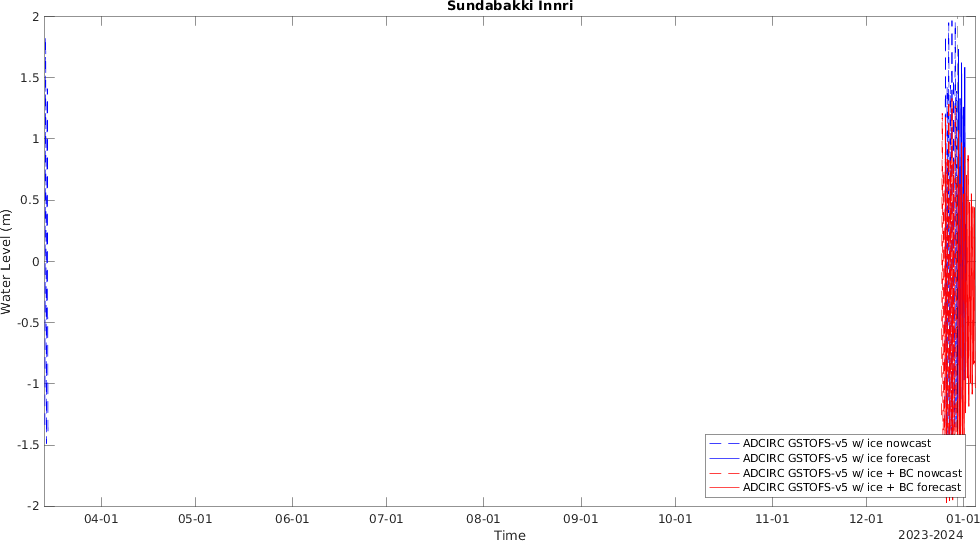 Sundabakki Innri
2
1.5
1
0.5
0
-0.5
-1
-1.5
-2
Water Level (m)
ADCIRC GSTOFS-v5 w/ ice nowcast
ADCIRC GSTOFS-v5 w/ ice forecast
ADCIRC GSTOFS-v5 w/ ice + BC nowcast
ADCIRC GSTOFS-v5 w/ ice + BC forecast
04-01 05-01 06-01 07-01 08-01 09-01 10-01 11-01 12-01 01-01
Time
2023-2024